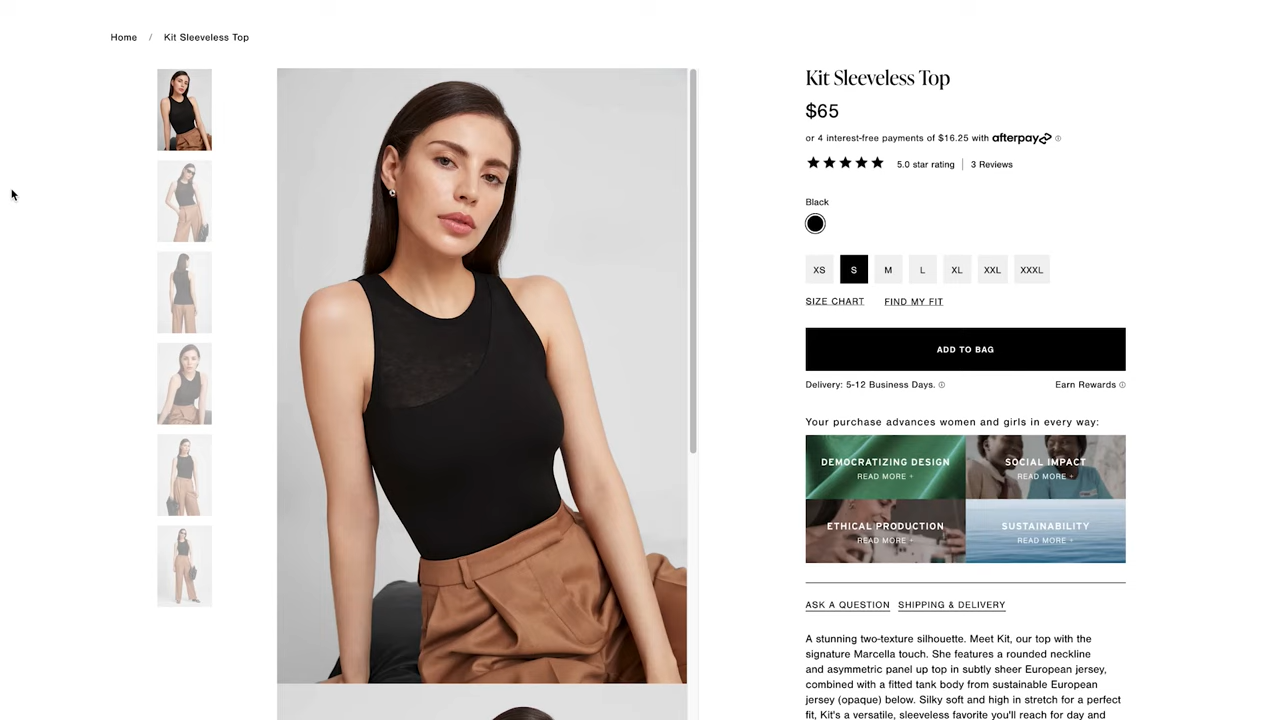 Home / Kit Sleeveless Top
Kit Sleeveless Top
$65
or 4 interest-free payments of $16.25 with afterpay
5.0 star rating | 3 Reviews
Black
XS S M L XL XXL XXXL
SIZE CHART FIND MY FIT
ADD TO BAG
Delivery: 5-12 Business Days. Earn Rewards
Your purchase advances women and girls in every way:
DEMOCRATIZING DESIGN SOCIAL IMPACT
READ MORE + READ MORE +
ETHICAL PRODUCTION SUSTAINABILITY
READ MORE + READ MORE +
ASK A QUESTION SHIPPING & DELIVERY
A stunning two-texture silhouette. Meet Kit, our top with the
signature Marcella touch. She features a rounded neckline
and asymmetric panel up top in subtly sheer European jersey,
combined with a fitted tank body from sustainable European
jersey (opaque) below. Silky soft and high in stretch for a perfect
fit, Kit's a versatile, sleeveless favorite you'll reach for day and